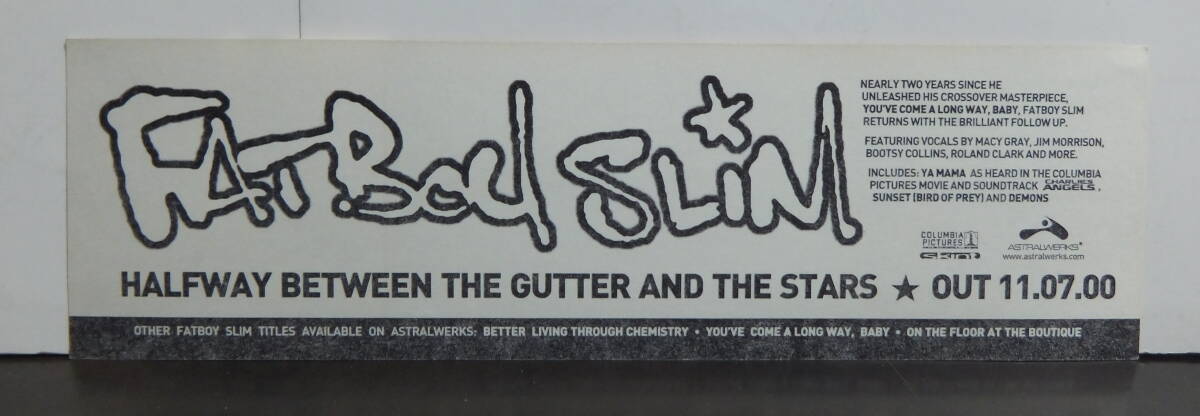 FATBOY SLIM
NEARLY TWO YEARS SINCE HE
UNLEASHED HIS CROSSOVER MASTERPIECE,
YOU'VE COME A LONG WAY, BABY, FATBOY SLIM
RETURNS WITH THE BRILLIANT FOLLOW UP.
FEATURING VOCALS BY MACY GRAY, JIM MORRISON,
BOOTSY COLLINS, ROLAND CLARK AND MORE.
INCLUDES: YA MAMA AS HEARD IN THE COLUMBIA
PICTURES MOVIE AND SOUNDTRACK CHARLIE'S ANGELS,
SUNSET (BIRD OF PREY) AND DEMONS
COLUMBIA
PICTURES
skint
ASTRALWERKS
www.astralwerks.com
HALFWAY BETWEEN THE GUTTER AND THE STARS ★ OUT 11.07.00
OTHER FATBOY SLIM TITLES AVAILABLE ON ASTRALWERKS: BETTER LIVING THROUGH CHEMISTRY • YOU'VE COME A LONG WAY, BABY • ON THE FLOOR AT THE BOUTIQUE